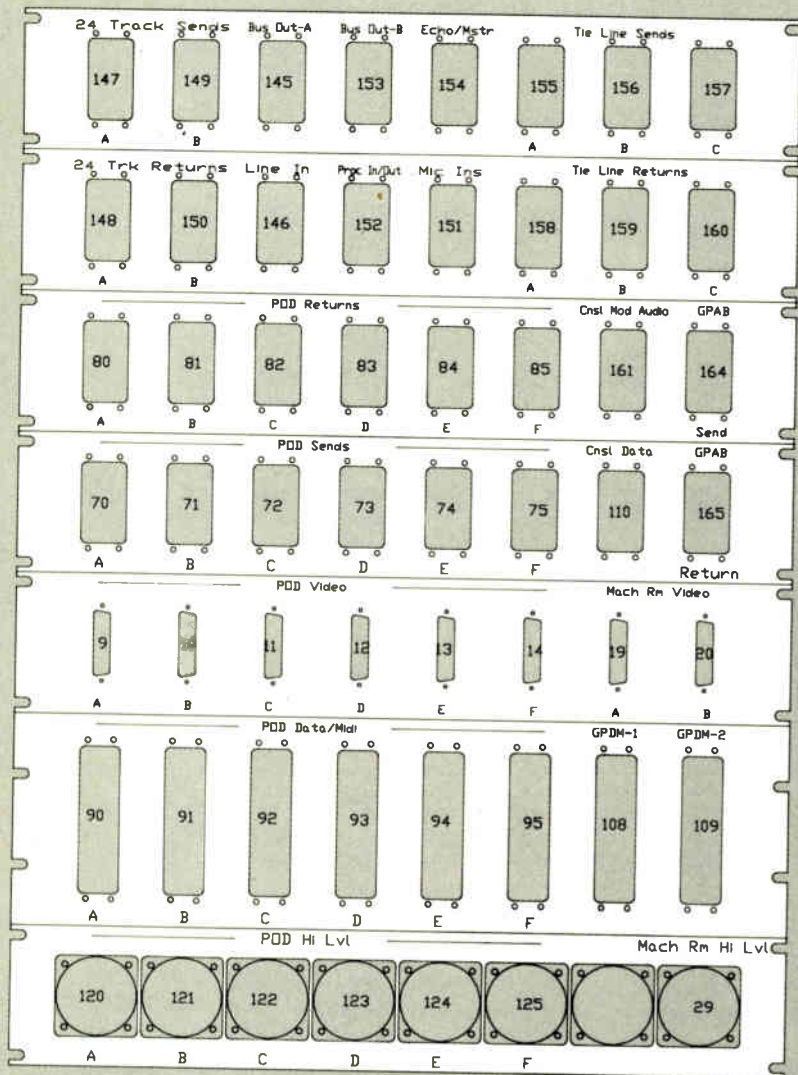 24 Track Sends Bus Out-A Bus Out-B Echo/Mstr Tie Line Sends
147 149 145 153 154 155 156 157
A B A B C
24 Trk Returns Line In Proc In/Out Mic Ins Tie Line Returns
148 150 146 152 151 158 159 160
A B A B C
POD Returns Cnsl Mod Audio GPAB
80 81 82 83 84 85 161 164
A B C D E F Send
POD Sends Cnsl Data GPAB
70 71 72 73 74 75 110 165
A B C D E F Return
POD Video Mach Rm Video
9 11 12 13 14 19 20
A B C D E F A B
POD Data/Midi GPDM-1 GPDM-2
90 91 92 93 94 95 108 109
A B C D E F
POD Hi Lvl Mach Rm Hi Lvl
120 121 122 123 124 125 29
A B C D E F